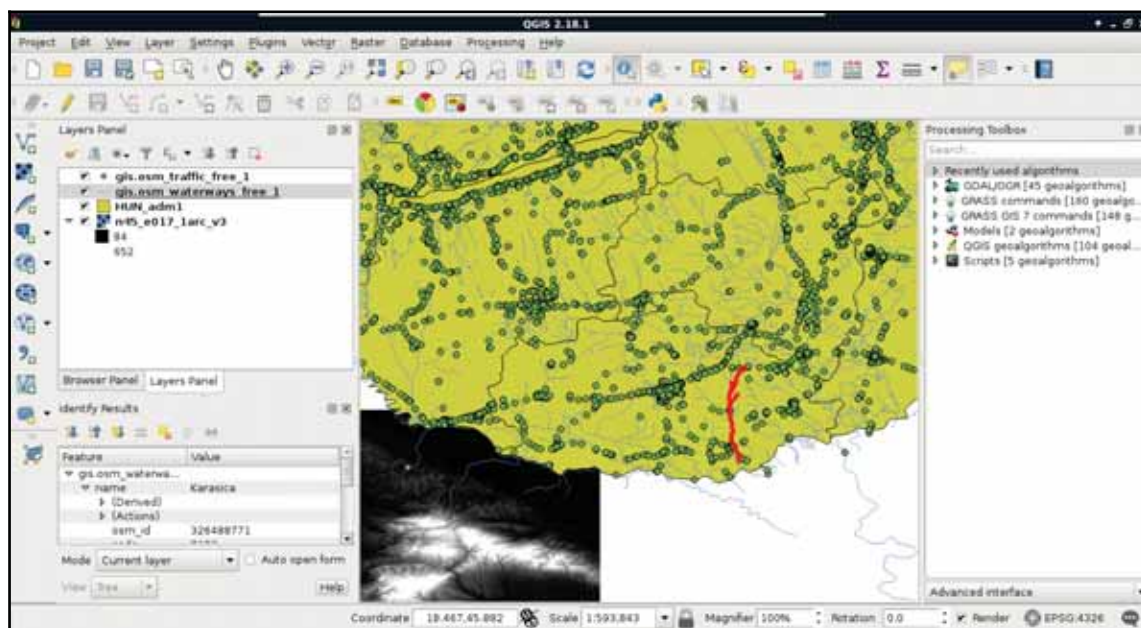 QGIS 2.18.1
Project Edit View Layer Settings Plugins Vector Raster Database Processing Help
Layers Panel
gis.osm_traffic_free_1
gis.osm_waterways_free_1
HUN_adm1
n45_e017_1arc_v3
84
652
Browser Panel Layers Panel
Identify Results
Feature Value
gis.osm_waterwa...
name Karasica
(Derived)
(Actions)
osm_id 326488771
Mode Current layer Auto open form
View Tree Help
Processing Toolbox
Search...
Recently used algorithms
GDAL/OGR [45 geoalgorithms]
GRASS commands [160 geoalgo...
GRASS GIS 7 commands [148 g...
Models [2 geoalgorithms]
QGIS geoalgorithms [104 geoal...
Scripts [5 geoalgorithms]
Advanced interface
Coordinate 18.467,45.882 Scale 1:593,843 Magnifier 100% Rotation 0.0 Render EPSG:4326